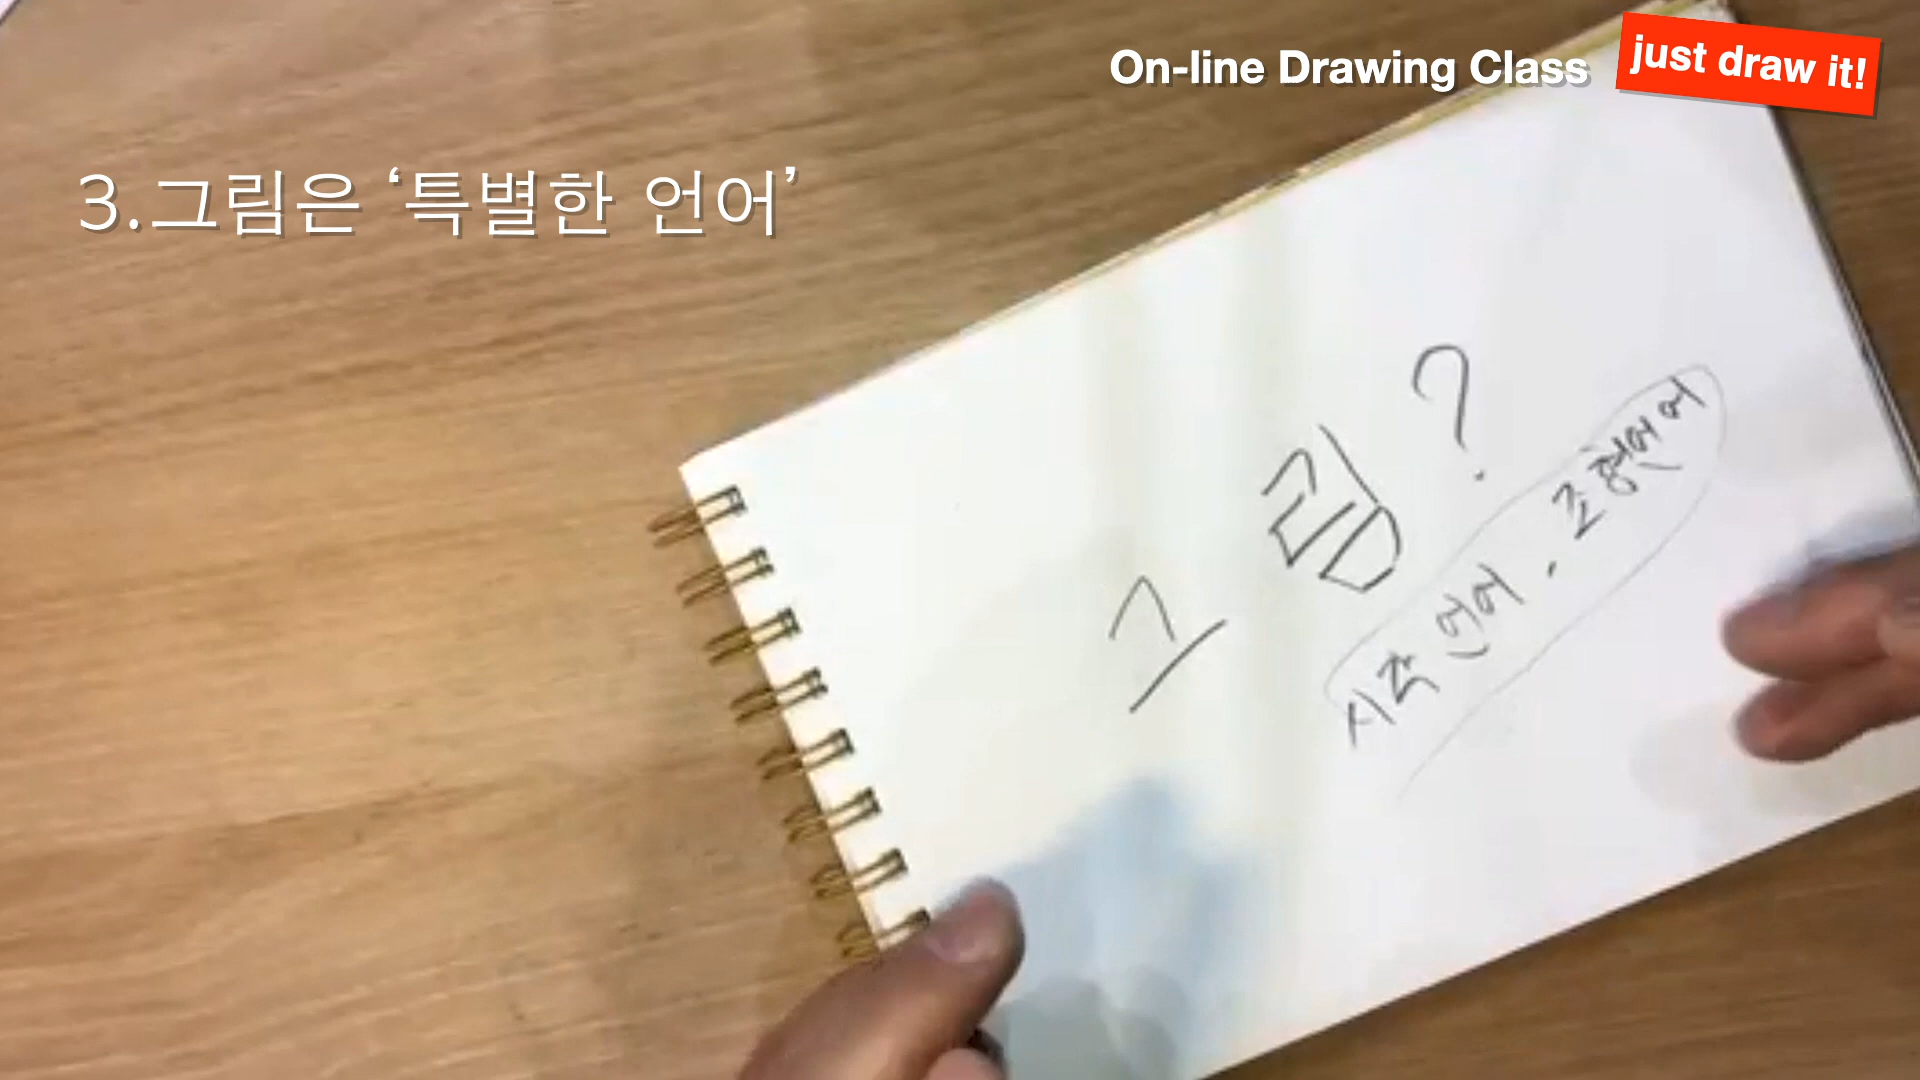 On-line Drawing Class
just draw it!
3.그림은 ‘특별한 언어’
그림?
시각언어. 조형언어